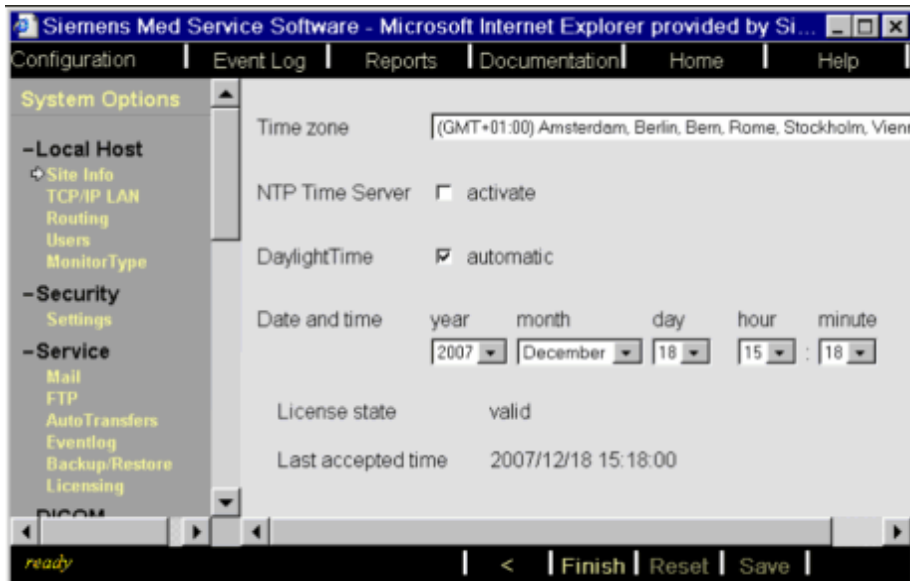 Siemens Med Service Software - Microsoft Internet Explorer provided by Si...
Configuration Event Log Reports Documentation Home Help
System Options
-Local Host
Site Info
TCP/IP LAN
Routing
Users
MonitorType
-Security
Settings
-Service
Mail
FTP
AutoTransfers
Eventlog
Backup/Restore
Licensing
DICOM
Time zone (GMT+01:00) Amsterdam, Berlin, Bern, Rome, Stockholm, Vienn
NTP Time Server activate
DaylightTime automatic
Date and time year month day hour minute
2007 December 18 15 : 18
License state valid
Last accepted time 2007/12/18 15:18:00
ready < Finish Reset Save